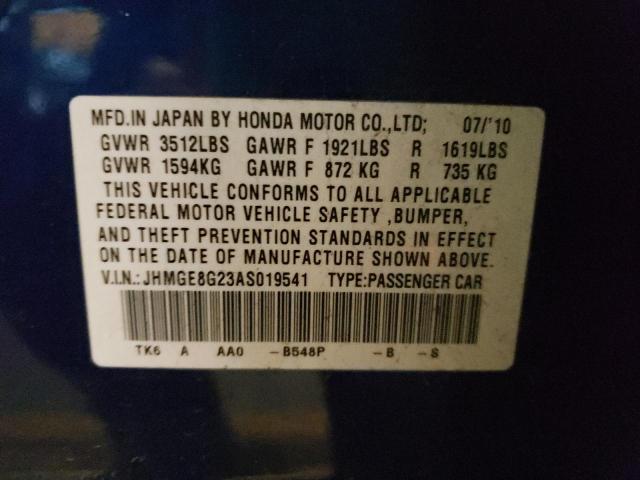 MFD.IN JAPAN BY HONDA MOTOR CO.,LTD; 07/'10
GVWR 3512LBS GAWR F 1921LBS R 1619LBS
GVWR 1594KG GAWR F 872 KG R 735 KG
THIS VEHICLE CONFORMS TO ALL APPLICABLE
FEDERAL MOTOR VEHICLE SAFETY ,BUMPER,
AND THEFT PREVENTION STANDARDS IN EFFECT
ON THE DATE OF MANUFACTURE SHOWN ABOVE.
V.I.N.:JHMGE8G23AS019541 TYPE:PASSENGER CAR
TK6 A AA0 -B548P -B -S